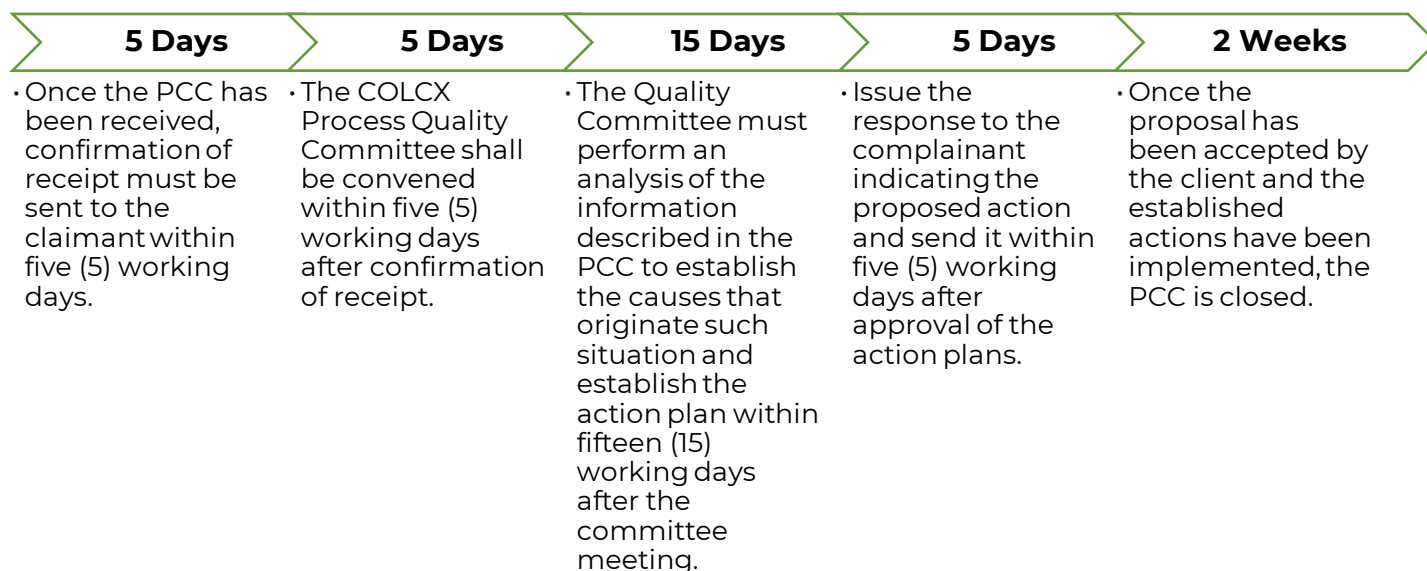 5 Days
5 Days
15 Days
5 Days
2 Weeks
· Once the PCC has
been received,
confirmation of
receipt must be
sent to the
claimant within
five (5) working
days.
· The COLCX
Process Quality
Committee shall
be convened
within five (5)
working days
after confirmation
of receipt.
· The Quality
Committee must
perform an
analysis of the
information
described in the
PCC to establish
the causes that
originate such
situation and
establish the
action plan within
fifteen (15)
working days
after the
committee
meeting.
· Issue the
response to the
complainant
indicating the
proposed action
and send it within
five (5) working
days after
approval of the
action plans.
· Once the
proposal has
been accepted by
the client and the
established
actions have been
implemented, the
PCC is closed.